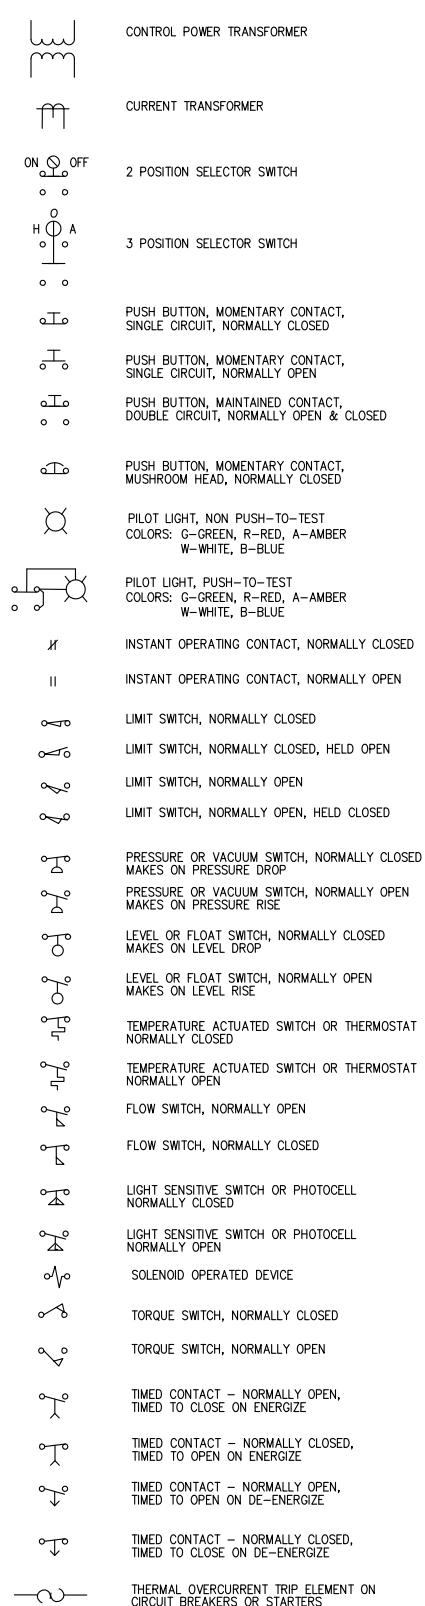 CONTROL POWER TRANSFORMER
CURRENT TRANSFORMER
ON OFF
2 POSITION SELECTOR SWITCH
O
H A
3 POSITION SELECTOR SWITCH
PUSH BUTTON, MOMENTARY CONTACT,
SINGLE CIRCUIT, NORMALLY CLOSED
PUSH BUTTON, MOMENTARY CONTACT,
SINGLE CIRCUIT, NORMALLY OPEN
PUSH BUTTON, MAINTAINED CONTACT,
DOUBLE CIRCUIT, NORMALLY OPEN & CLOSED
PUSH BUTTON, MOMENTARY CONTACT,
MUSHROOM HEAD, NORMALLY CLOSED
PILOT LIGHT, NON PUSH-TO-TEST
COLORS: G-GREEN, R-RED, A-AMBER
W-WHITE, B-BLUE
PILOT LIGHT, PUSH-TO-TEST
COLORS: G-GREEN, R-RED, A-AMBER
W-WHITE, B-BLUE
INSTANT OPERATING CONTACT, NORMALLY CLOSED
INSTANT OPERATING CONTACT, NORMALLY OPEN
LIMIT SWITCH, NORMALLY CLOSED
LIMIT SWITCH, NORMALLY CLOSED, HELD OPEN
LIMIT SWITCH, NORMALLY OPEN
LIMIT SWITCH, NORMALLY OPEN, HELD CLOSED
PRESSURE OR VACUUM SWITCH, NORMALLY CLOSED
MAKES ON PRESSURE DROP
PRESSURE OR VACUUM SWITCH, NORMALLY OPEN
MAKES ON PRESSURE RISE
LEVEL OR FLOAT SWITCH, NORMALLY CLOSED
MAKES ON LEVEL DROP
LEVEL OR FLOAT SWITCH, NORMALLY OPEN
MAKES ON LEVEL RISE
TEMPERATURE ACTUATED SWITCH OR THERMOSTAT
NORMALLY CLOSED
TEMPERATURE ACTUATED SWITCH OR THERMOSTAT
NORMALLY OPEN
FLOW SWITCH, NORMALLY OPEN
FLOW SWITCH, NORMALLY CLOSED
LIGHT SENSITIVE SWITCH OR PHOTOCELL
NORMALLY CLOSED
LIGHT SENSITIVE SWITCH OR PHOTOCELL
NORMALLY OPEN
SOLENOID OPERATED DEVICE
TORQUE SWITCH, NORMALLY CLOSED
TORQUE SWITCH, NORMALLY OPEN
TIMED CONTACT - NORMALLY OPEN,
TIMED TO CLOSE ON ENERGIZE
TIMED CONTACT - NORMALLY CLOSED,
TIMED TO OPEN ON ENERGIZE
TIMED CONTACT - NORMALLY OPEN,
TIMED TO OPEN ON DE-ENERGIZE
TIMED CONTACT - NORMALLY CLOSED,
TIMED TO CLOSE ON DE-ENERGIZE
THERMAL OVERCURRENT TRIP ELEMENT ON
CIRCUIT BREAKERS OR STARTERS